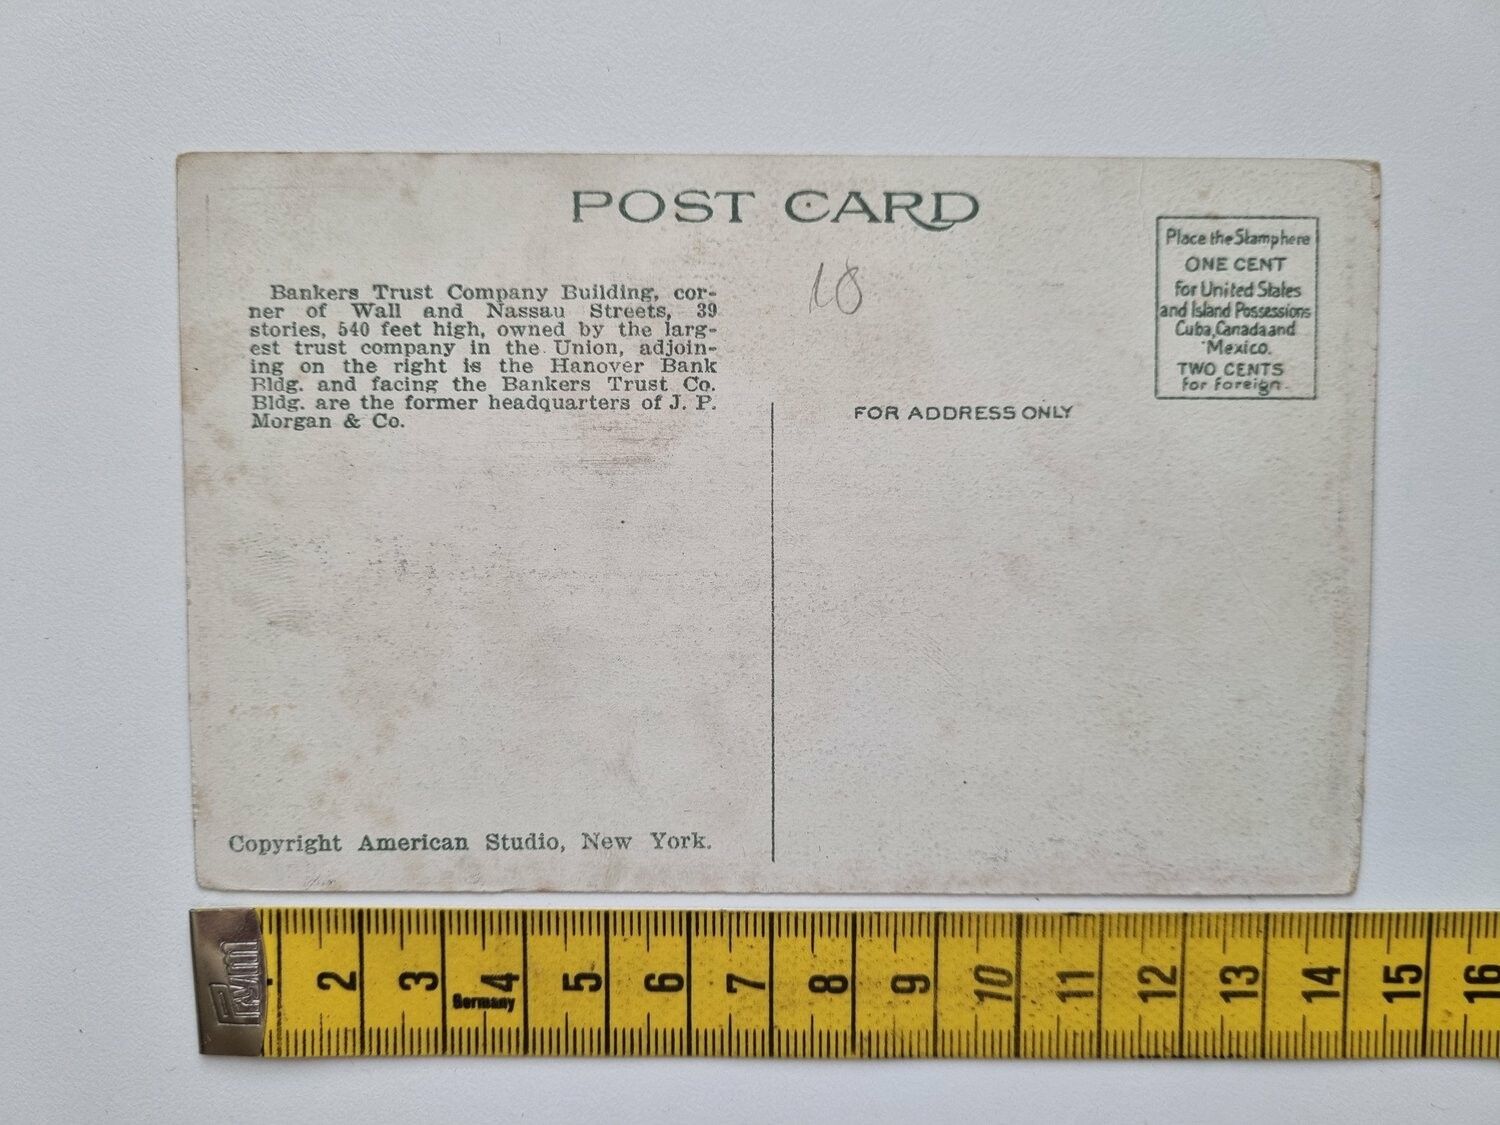 POST CARD
Place the Stamp here
ONE CENT
for United States
and Island Possessions
Cuba, Canada and
Mexico.
TWO CENTS
for Foreign.
18
Bankers Trust Company Building, cor-
ner of Wall and Nassau Streets, 39
stories, 540 feet high, owned by the larg-
est trust company in the Union, adjoin-
ing on the right is the Hanover Bank
Bldg. and facing the Bankers Trust Co.
Bldg. are the former headquarters of J. P.
Morgan & Co.
FOR ADDRESS ONLY
Copyright American Studio, New York.
Prym
2 3 4 5 6 7 8 9 10 11 12 13 14 15 16
Germany